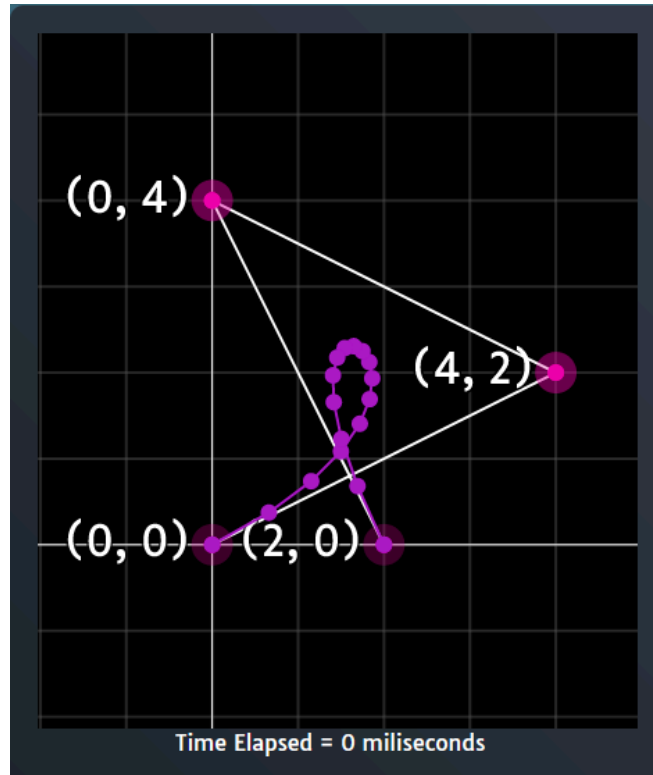 (0, 4)
(4, 2)
(0, 0) (2, 0)
Time Elapsed = 0 miliseconds